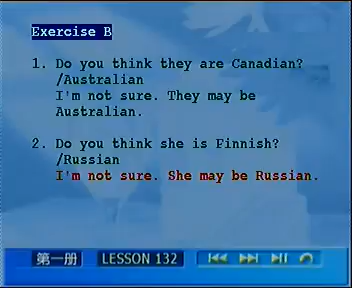 Exercise B
1. Do you think they are Canadian?
/Australian
I'm not sure. They may be
Australian.
2. Do you think she is Finnish?
/Russian
I'm not sure. She may be Russian.
第一册 LESSON 132